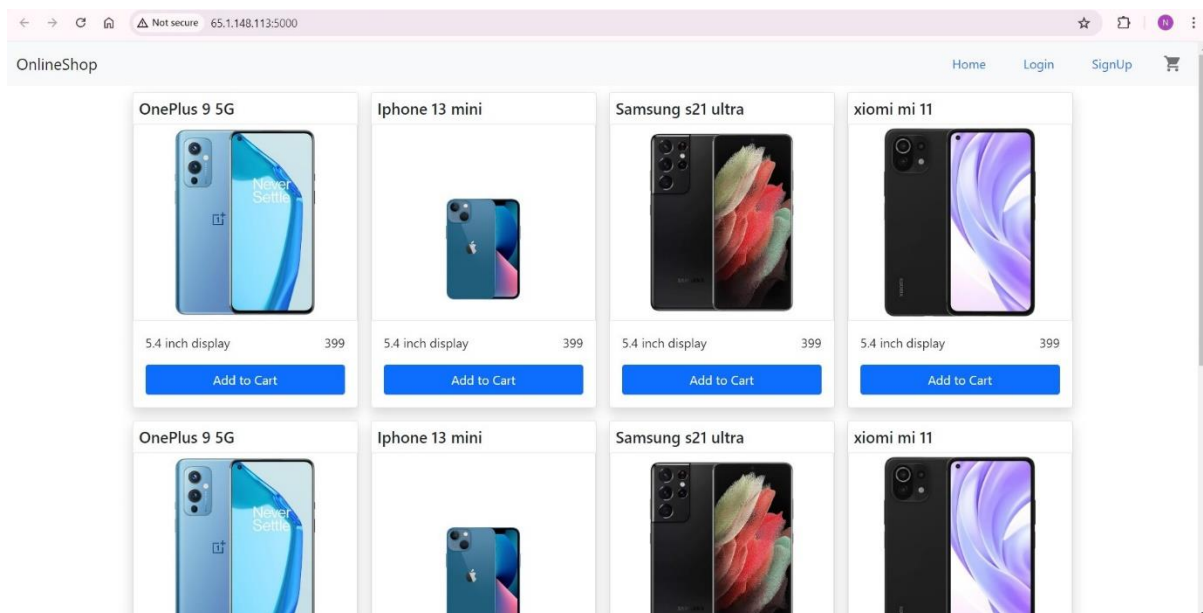 Not secure 65.1.148.113:5000
N
OnlineShop Home Login SignUp
OnePlus 9 5G Iphone 13 mini Samsung s21 ultra xiomi mi 11
Never
Settle
5.4 inch display 399 5.4 inch display 399 5.4 inch display 399 5.4 inch display 399
Add to Cart Add to Cart Add to Cart Add to Cart
OnePlus 9 5G Iphone 13 mini Samsung s21 ultra xiomi mi 11
Never
Settle